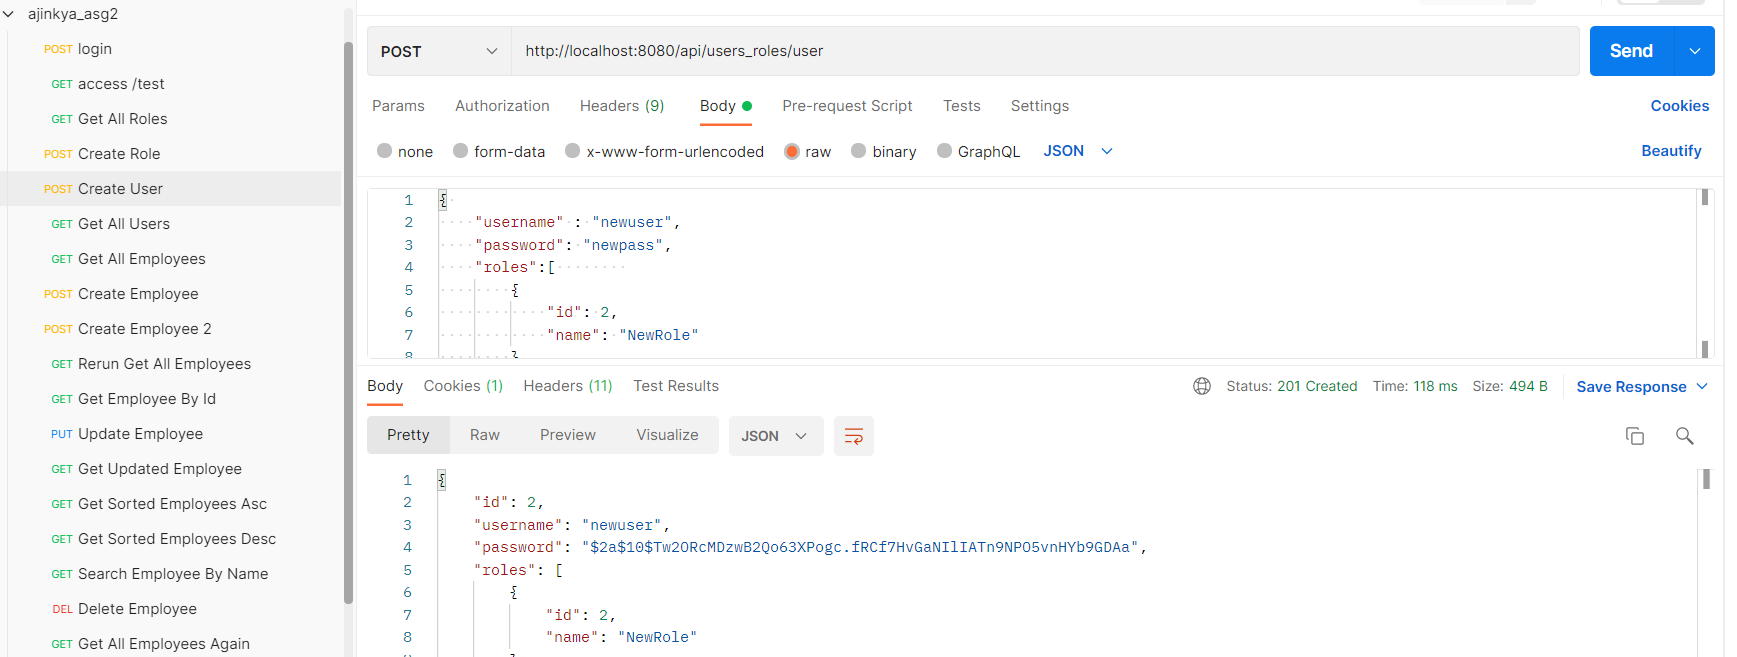 ajinkya_asg2
POST login
GET access /test
GET Get All Roles
POST Create Role
POST Create User
GET Get All Users
GET Get All Employees
POST Create Employee
POST Create Employee 2
GET Rerun Get All Employees
GET Get Employee By Id
PUT Update Employee
GET Get Updated Employee
GET Get Sorted Employees Asc
GET Get Sorted Employees Desc
GET Search Employee By Name
DEL Delete Employee
GET Get All Employees Again
POST http://localhost:8080/api/users_roles/user Send
Params Authorization Headers (9) Body Pre-request Script Tests Settings Cookies
none form-data x-www-form-urlencoded raw binary GraphQL JSON Beautify
1 {
2 "username" : "newuser",
3 "password": "newpass",
4 "roles":[
5 {
6 "id": 2,
7 "name": "NewRole"
8 }
Body Cookies (1) Headers (11) Test Results Status: 201 Created Time: 118 ms Size: 494 B Save Response
Pretty Raw Preview Visualize JSON
1 {
2 "id": 2,
3 "username": "newuser",
4 "password": "$2a$10$Tw2ORcMDzwB2Qo63XPogc.fRCf7HvGaNIlIATn9NPO5vnHYb9GDAa",
5 "roles": [
6 {
7 "id": 2,
8 "name": "NewRole"